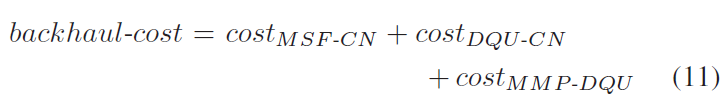 backhaul-cost = cost_{MSF-CN} + cost_{DQU-CN}
+ cost_{MMP-DQU} (11)